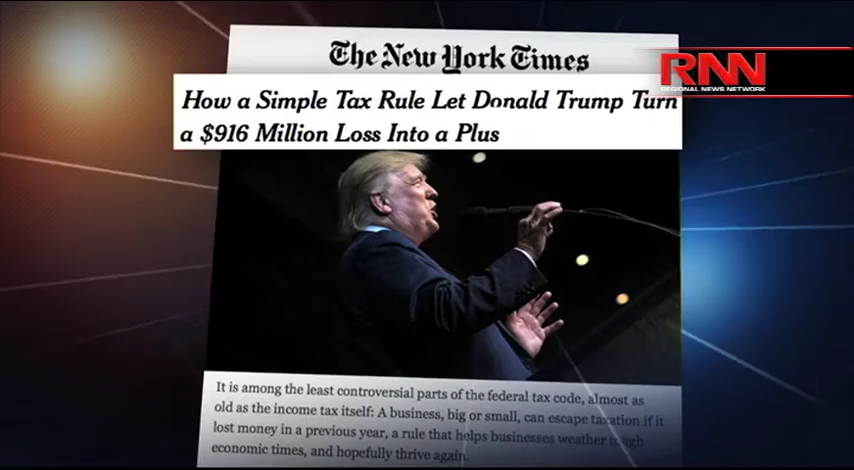 The New York Times
RNN
REGIONAL NEWS NETWORK
How a Simple Tax Rule Let Donald Trump Turn
a $916 Million Loss Into a Plus
It is among the least controversial parts of the federal tax code, almost as
old as the income tax itself: A business, big or small, can escape taxation if it
lost money in a previous year, a rule that helps businesses weather tough
economic times, and hopefully thrive again.